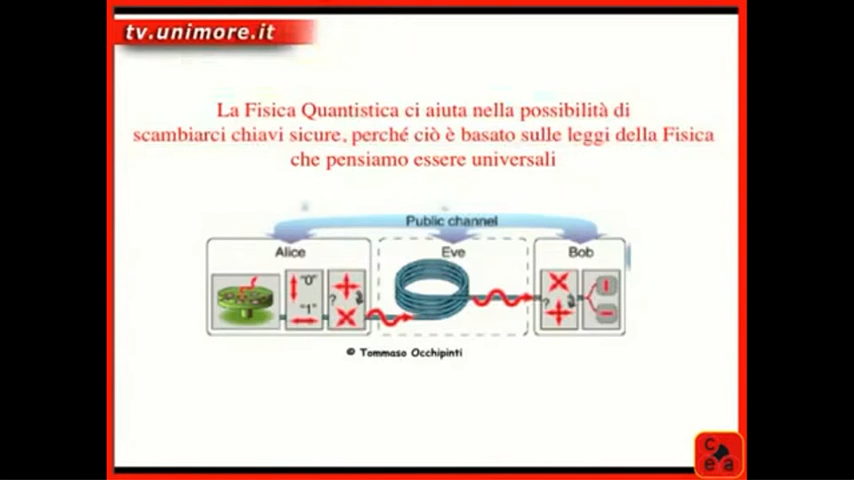 tv.unimore.it
La Fisica Quantistica ci aiuta nella possibilità di
scambiarci chiavi sicure, perché ciò è basato sulle leggi della Fisica
che pensiamo essere universali
Public channel
Alice
Eve
Bob
"0"
"1"
?
?
© Tommaso Occhipinti
c
e a